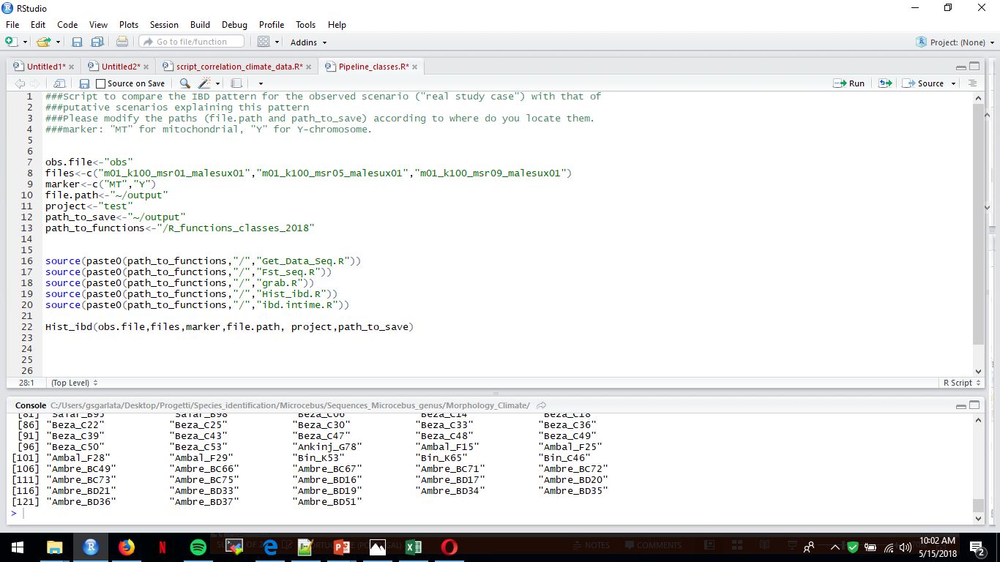 RStudio
File Edit Code View Plots Session Build Debug Profile Tools Help
Go to file/function Addins Project: (None)
Untitled1* Untitled2* script_correlation_climate_data.R* Pipeline_classes.R*
Source on Save Run Source
1 ###Script to compare the IBD pattern for the observed scenario ("real study case") with that of
2 ###putative scenarios explaining this pattern
3 ###Please modify the paths (file.path and path_to_save) according to where do you locate them.
4 ###marker: "MT" for mitochondrial, "Y" for Y-chromosome.
5
6
7 obs.file<-"obs"
8 files<-c("m01_k100_msr01_malesux01","m01_k100_msr05_malesux01","m01_k100_msr09_malesux01")
9 marker<-c("MT","Y")
10 file.path<-"~/output"
11 project<-"test"
12 path_to_save<-"~/output"
13 path_to_functions<-"/R_functions_classes_2018"
14
15
16 source(paste0(path_to_functions,"/","Get_Data_Seq.R"))
17 source(paste0(path_to_functions,"/","Fst_seq.R"))
18 source(paste0(path_to_functions,"/","grab.R"))
19 source(paste0(path_to_functions,"/","Hist_ibd.R"))
20 source(paste0(path_to_functions,"/","ibd.intime.R"))
21
22 Hist_ibd(obs.file,files,marker,file.path, project,path_to_save)
23
24
25
26
28:1 (Top Level) R Script
Console C:/Users/gsgarlata/Desktop/Progetti/Species_identification/Microcebus/Sequences_Microcebus_genus/Morphology_Climate/
[81] "Safar_B95" "Safar_B98" "Beza_C06" "Beza_C14" "Beza_C18"
[86] "Beza_C22" "Beza_C25" "Beza_C30" "Beza_C33" "Beza_C36"
[91] "Beza_C39" "Beza_C43" "Beza_C47" "Beza_C48" "Beza_C49"
[96] "Beza_C50" "Beza_C53" "Ankinj_G78" "Ambal_F15" "Ambal_F25"
[101] "Ambal_F28" "Ambal_F29" "Bin_K53" "Bin_K65" "Bin_C46"
[106] "Ambre_BC49" "Ambre_BC66" "Ambre_BC67" "Ambre_BC71" "Ambre_BC72"
[111] "Ambre_BC73" "Ambre_BC75" "Ambre_BD16" "Ambre_BD17" "Ambre_BD20"
[116] "Ambre_BD21" "Ambre_BD33" "Ambre_BD19" "Ambre_BD34" "Ambre_BD35"
[121] "Ambre_BD36" "Ambre_BD37" "Ambre_BD51"
>
NOTES COMMENTS
10:02 AM
5/15/2018
2